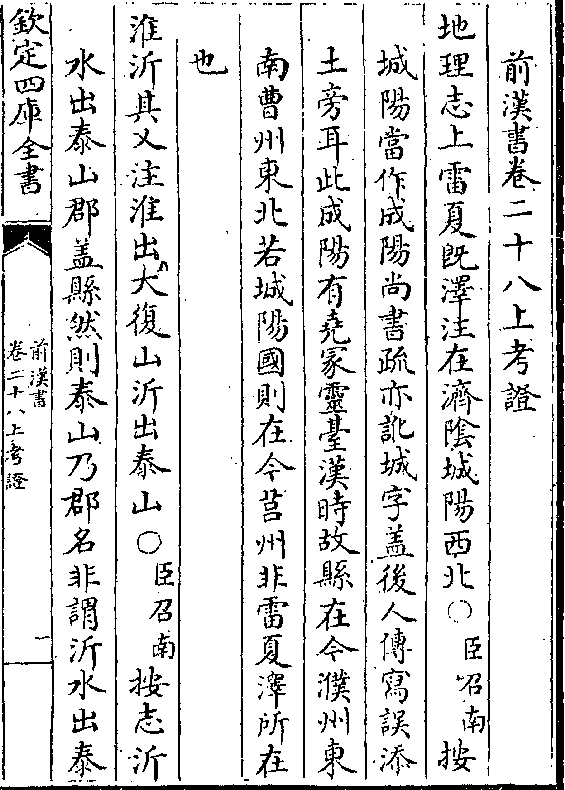 前漢書卷二十八上考證
地理志上雷夏既澤注在濟陰城陽西北○臣召南按
城陽當作成陽尚書疏亦訛城字蓋後人傳寫誤添
土旁耳此成陽有堯冢靈臺漢時故縣在今濮州東
南曹州東北若城陽國則在今莒州非雷夏澤所在
也
淮沂其乂注淮出大復山沂出泰山○臣召南按志沂
水出泰山郡蓋縣然則泰山乃郡名非謂沂水出泰
欽定四庫全書
前漢書
卷二十八上考證
一